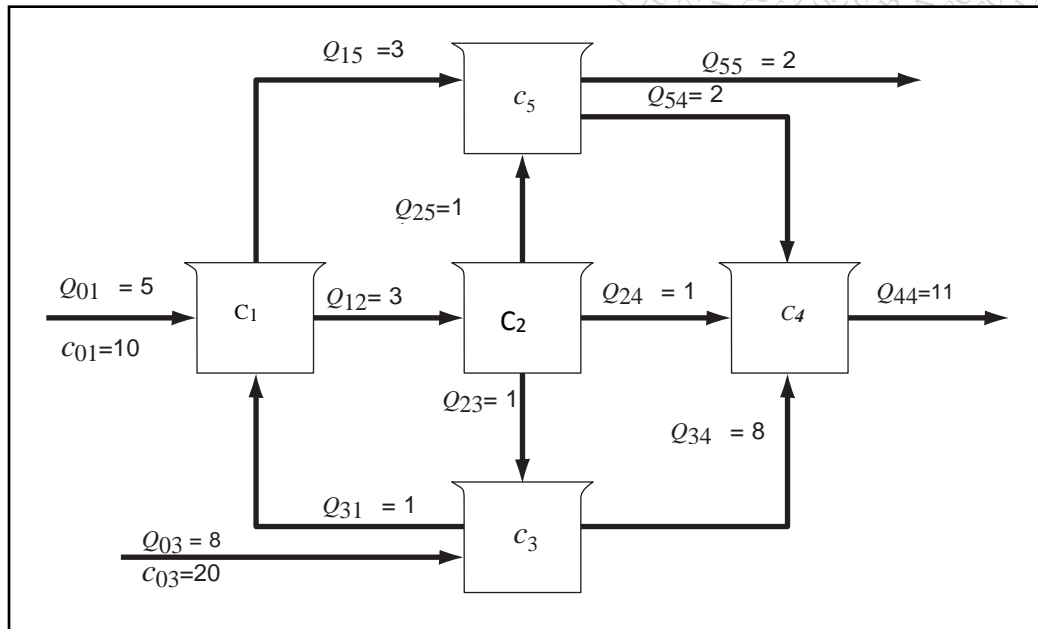 Q15 =3
Q55 = 2
Q54= 2
c5
Q25=1
Q01 = 5
c01=10
C1
Q12= 3
C2
Q24 = 1
C4
Q44=11
Q23= 1
Q34 = 8
Q31 = 1
c3
Q03 = 8
c03=20